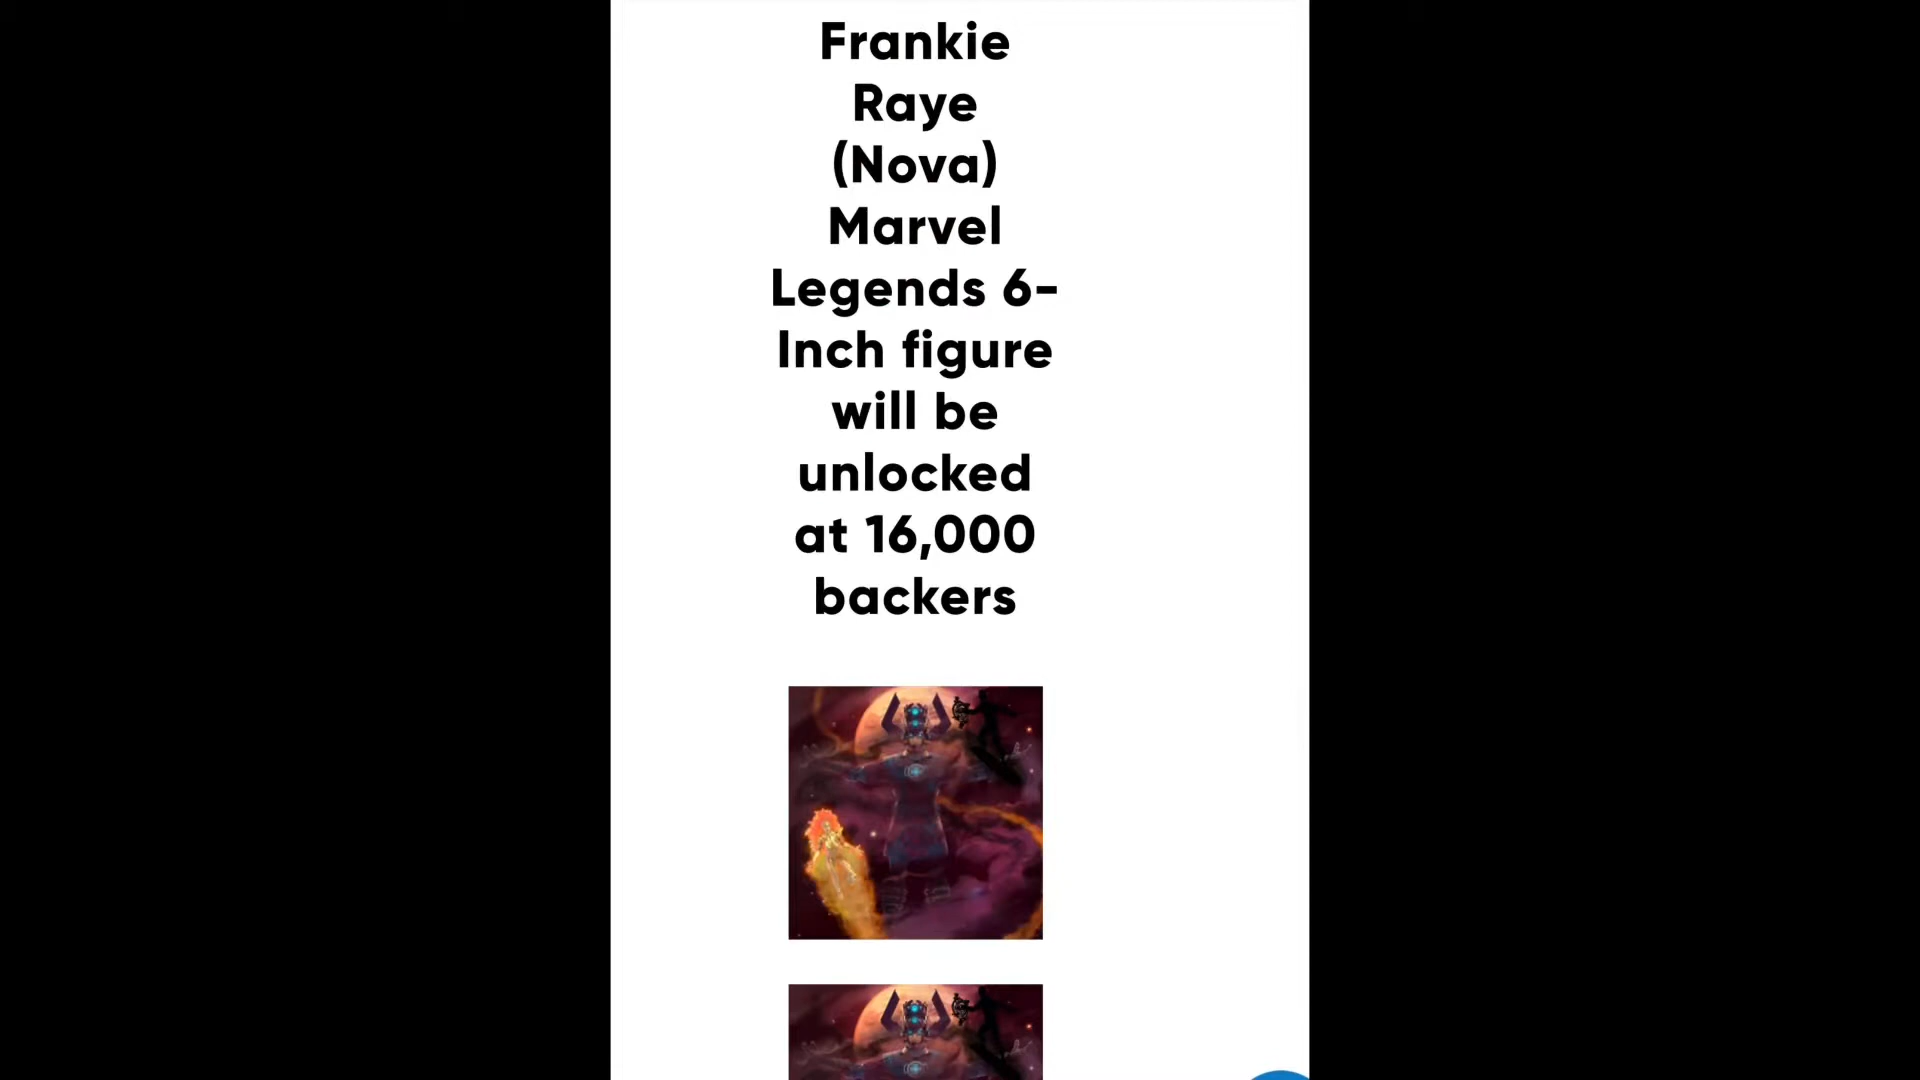 Frankie
Raye
(Nova)
Marvel
Legends 6-
Inch figure
will be
unlocked
at 16,000
backers